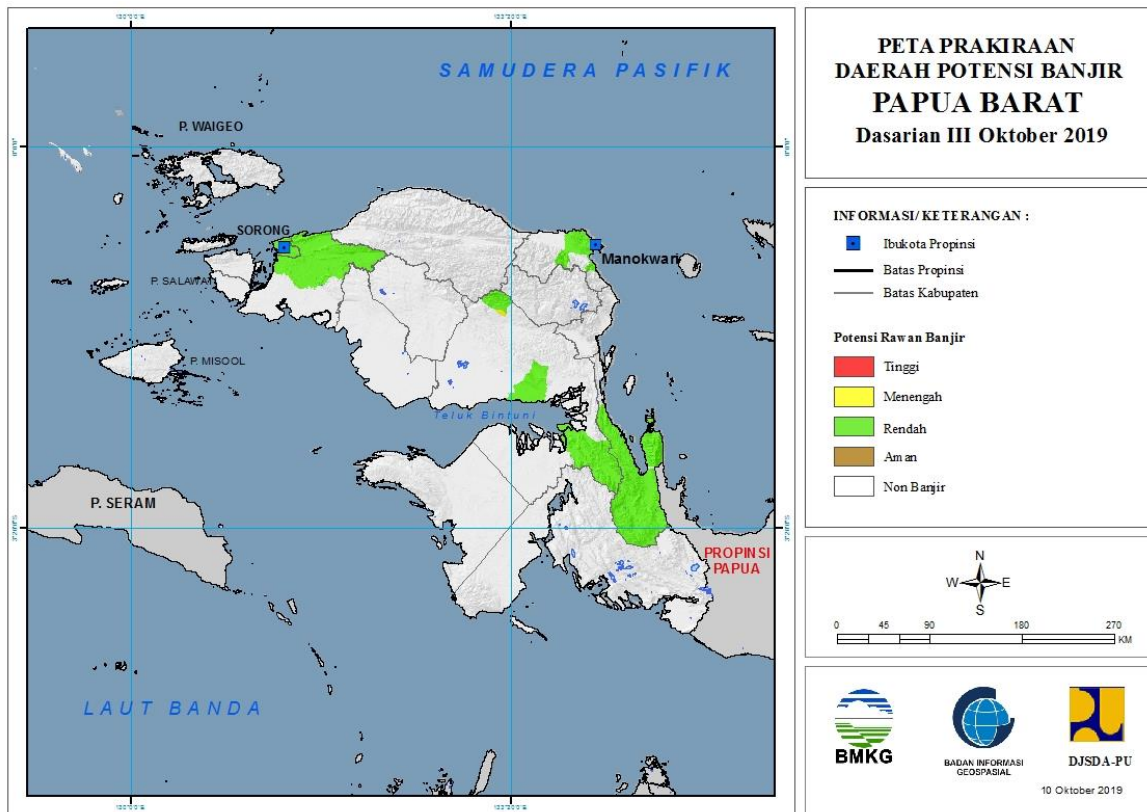 SAMUDERA PASIFIK
P. WAIGEO
SORONG
Manokwari
P. SALAWATI
P. MISOOL
Teluk Bintuni
P. SERAM
PROPINSI
PAPUA
LAUT BANDA
PETA PRAKIRAAN
DAERAH POTENSI BANJIR
PAPUA BARAT
Dasarian III Oktober 2019
INFORMASI/ KETERANGAN :
Ibukota Propinsi
Batas Propinsi
Batas Kabupaten
Potensi Rawan Banjir
Tinggi
Menengah
Rendah
Aman
Non Banjir
N
W E
S
0 45 90 180 270
KM
BMKG
BADAN INFORMASI
GEOSPASIAL
DJSDA-PU
10 Oktober 2019